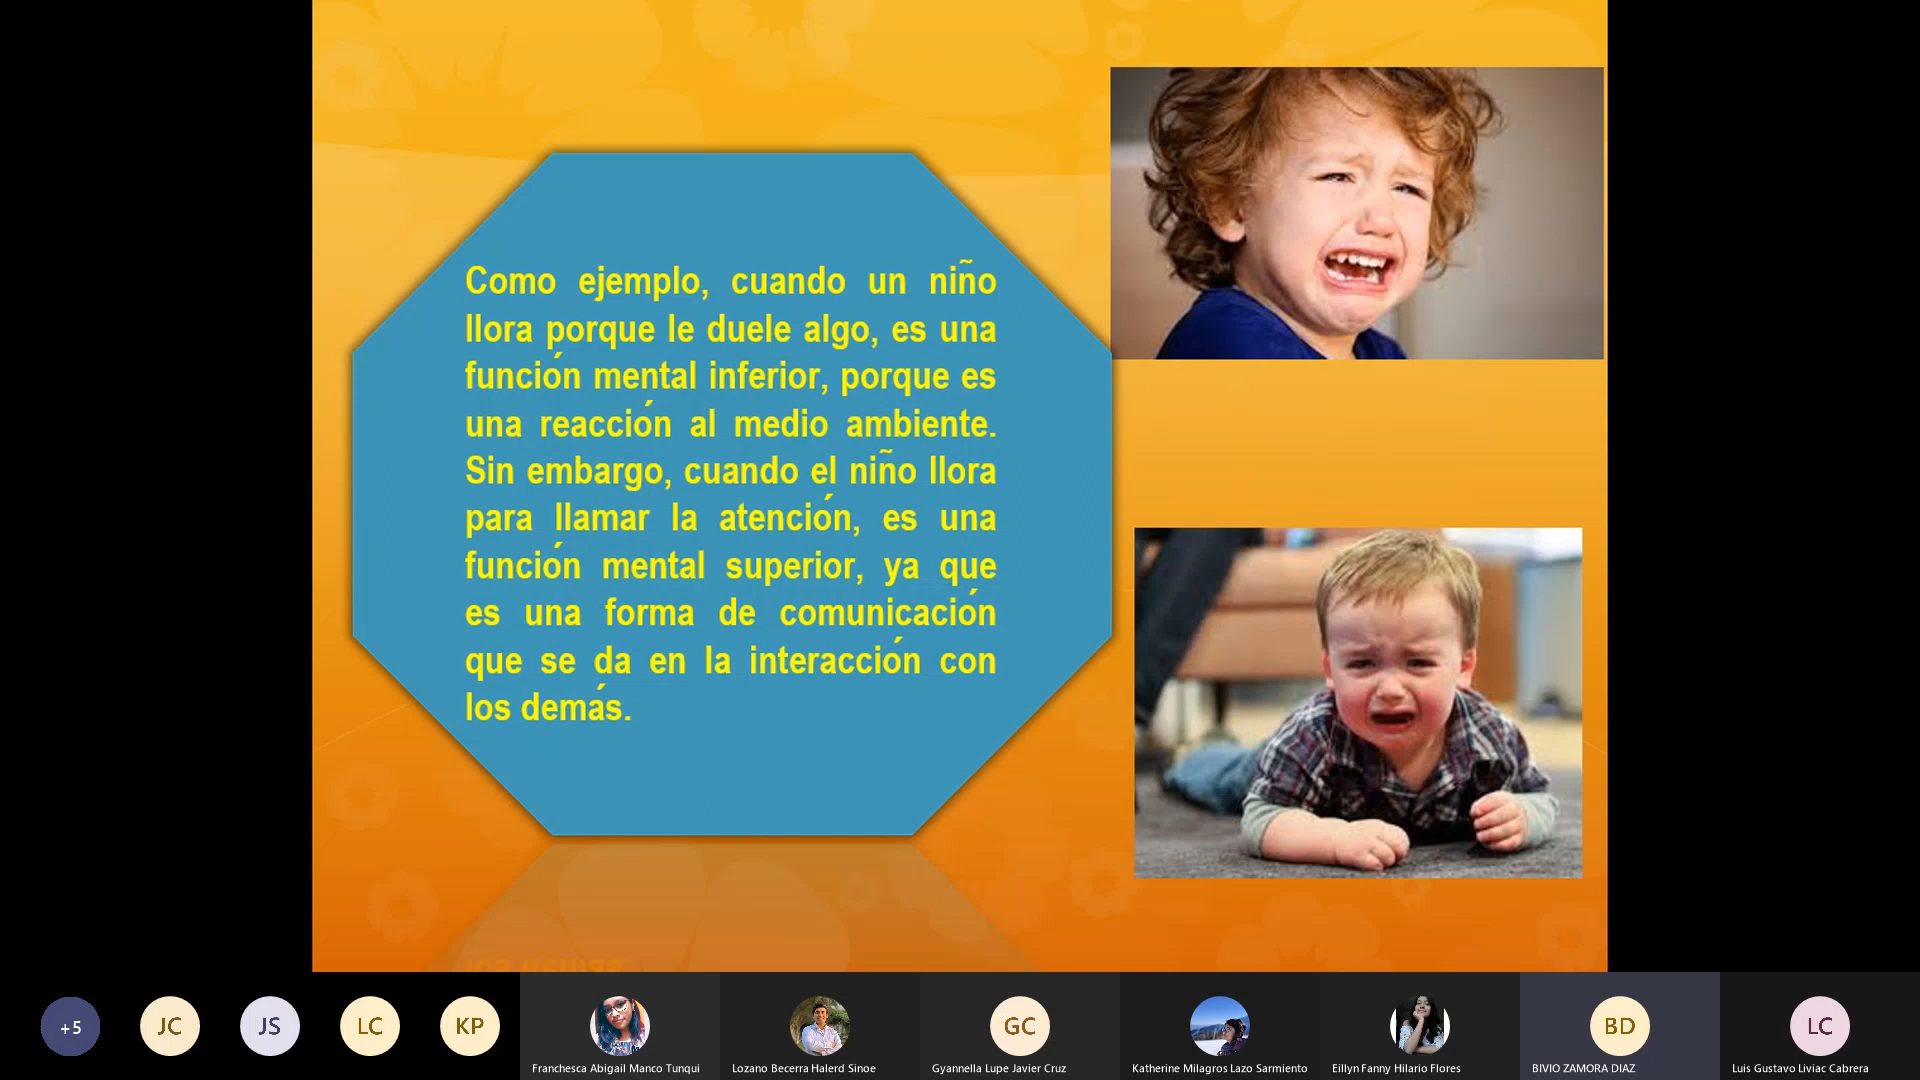 Como ejemplo, cuando un niño
llora porque le duele algo, es una
función mental inferior, porque es
una reacción al medio ambiente.
Sin embargo, cuando el niño llora
para llamar la atención, es una
función mental superior, ya que
es una forma de comunicación
que se da en la interacción con
los demás.
+5
JC
JS
LC
KP
GC
BD
LC
Franchesca Abigail Manco Tunqui
Lozano Becerra Halerd Sinoe
Gyannella Lupe Javier Cruz
Katherine Milagros Lazo Sarmiento
Eillyn Fanny Hilario Flores
BIVIO ZAMORA DIAZ
Luis Gustavo Liviac Cabrera